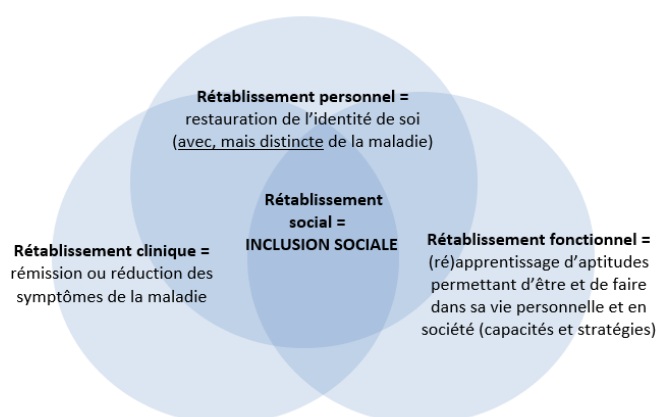 Rétablissement personnel =
restauration de l'identité de soi
(avec, mais distincte de la maladie)
Rétablissement
social =
INCLUSION SOCIALE
Rétablissement clinique =
rémission ou réduction des
symptômes de la maladie
Rétablissement fonctionnel =
(ré)apprentissage d'aptitudes
permettant d'être et de faire
dans sa vie personnelle et en
société (capacités et stratégies)